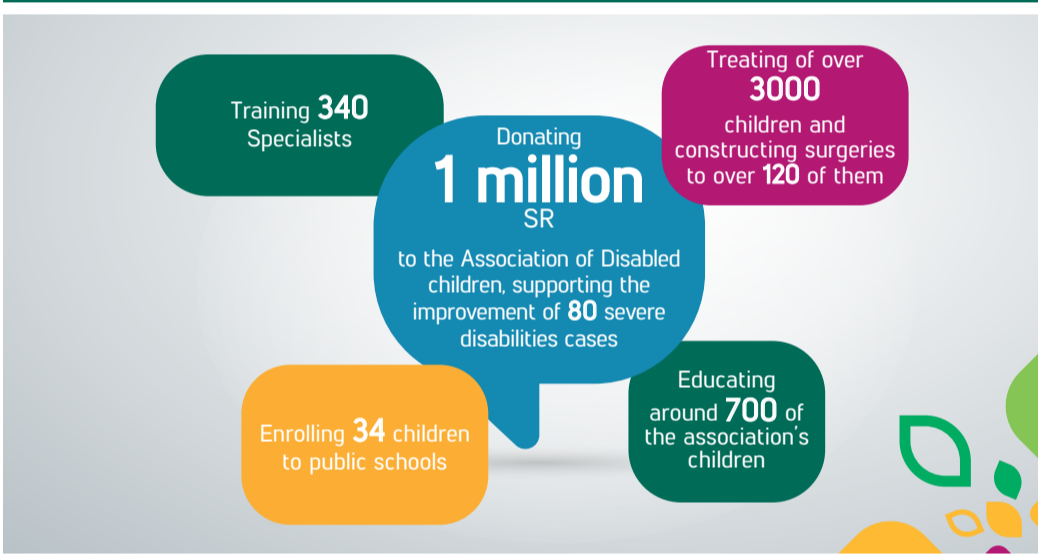 Training 340
Specialists
Donating
1 million
SR
to the Association of Disabled
children, supporting the
improvement of 80 severe
disabilities cases
Treating of over
3000
children and
constructing surgeries
to over 120 of them
Enrolling 34 children
to public schools
Educating
around 700 of
the association's
children